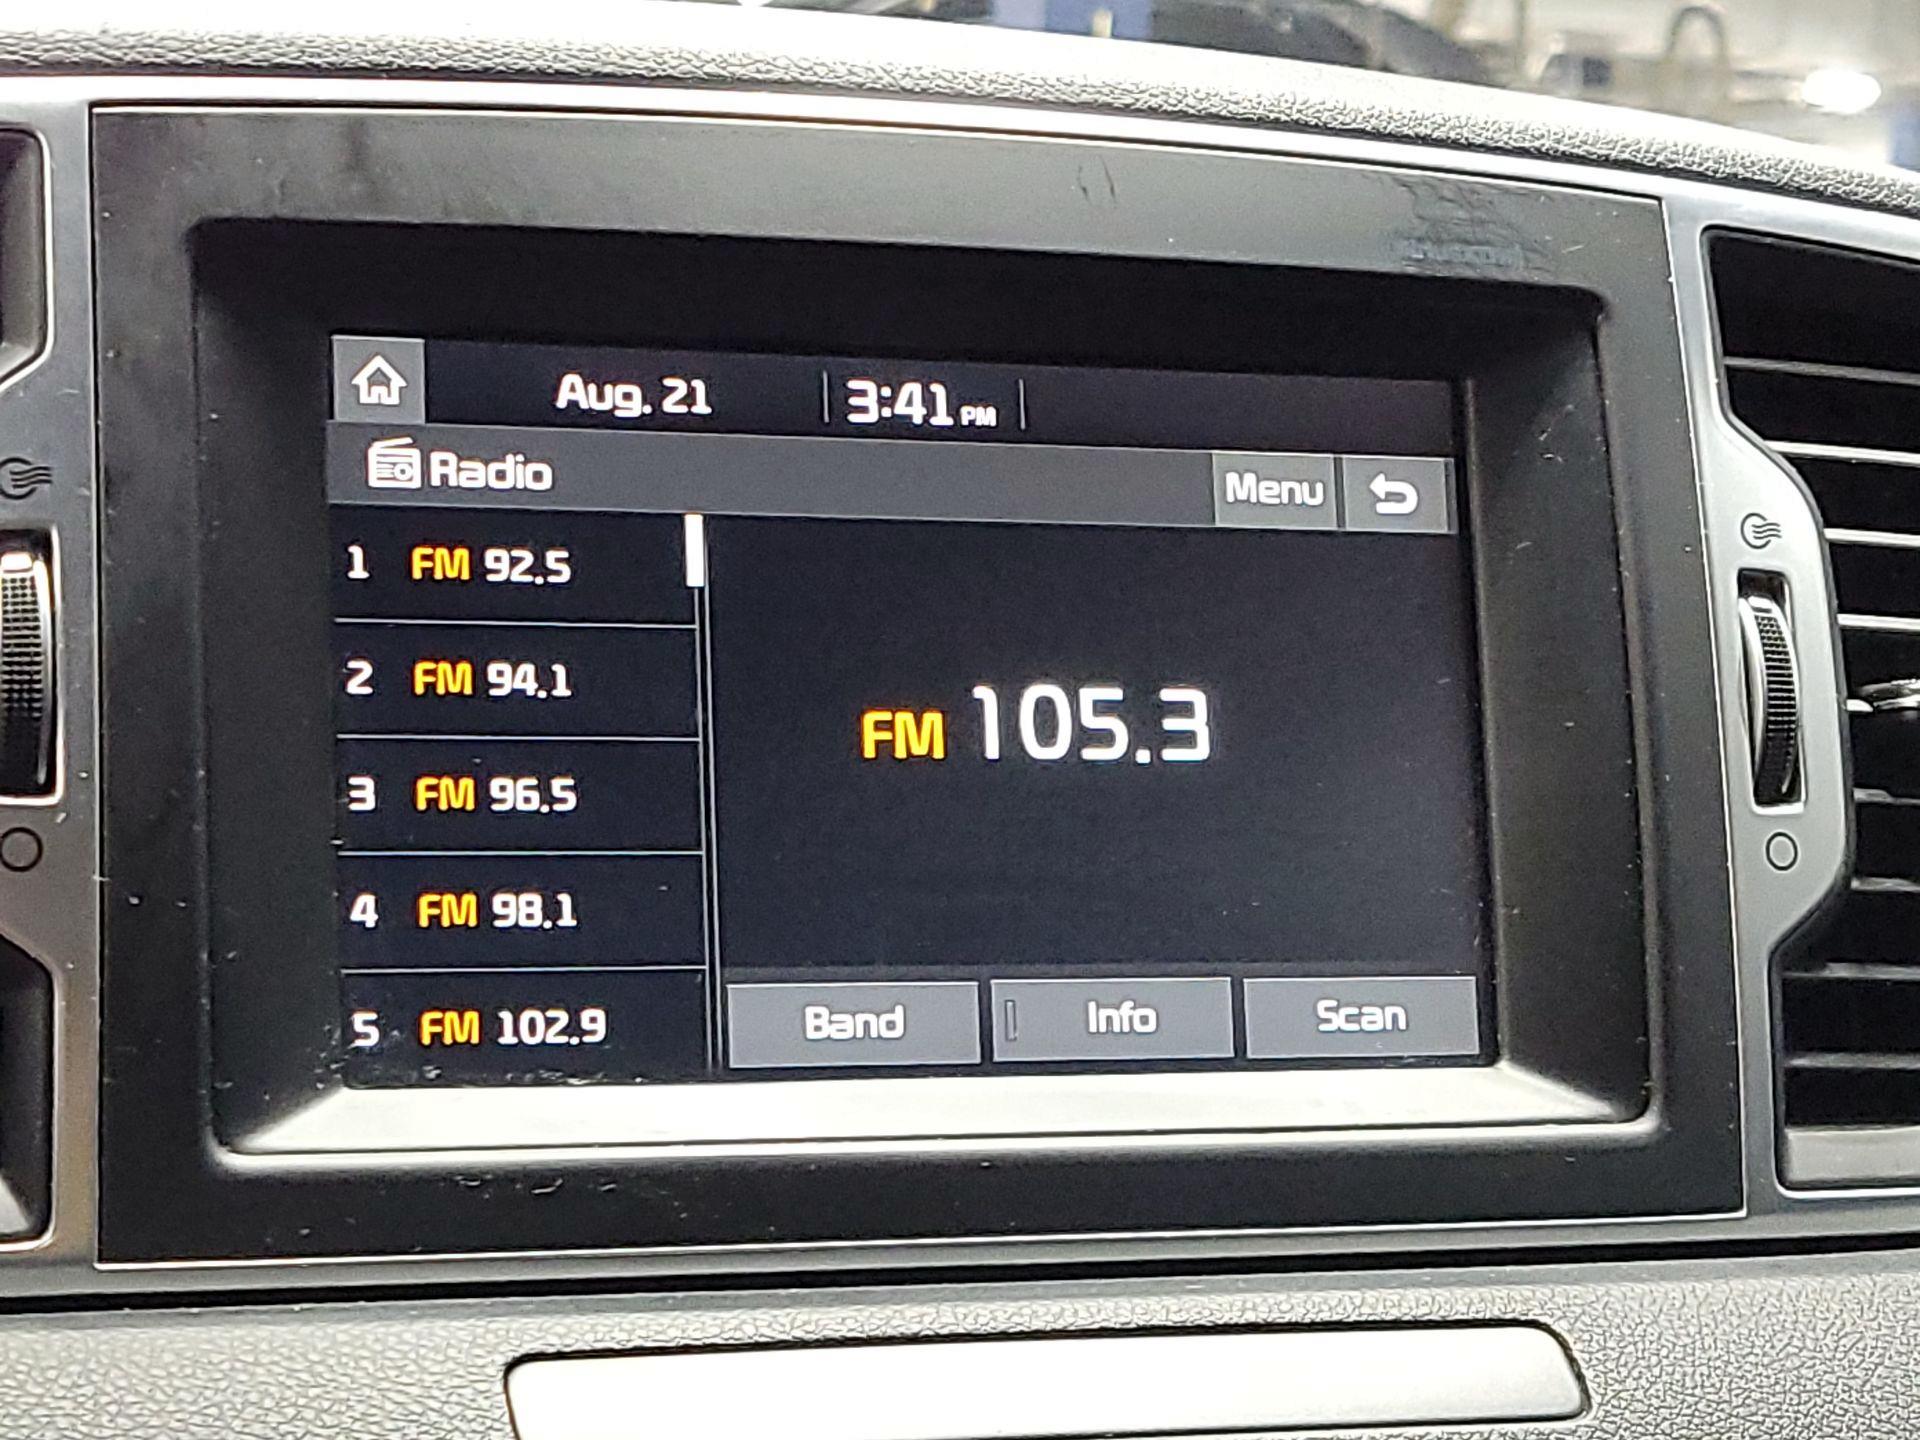 Aug. 21 3:41 PM
Radio Menu
1 FM 92.5
2 FM 94.1
3 FM 96.5
4 FM 98.1
5 FM 102.9
FM 105.3
Band Info Scan